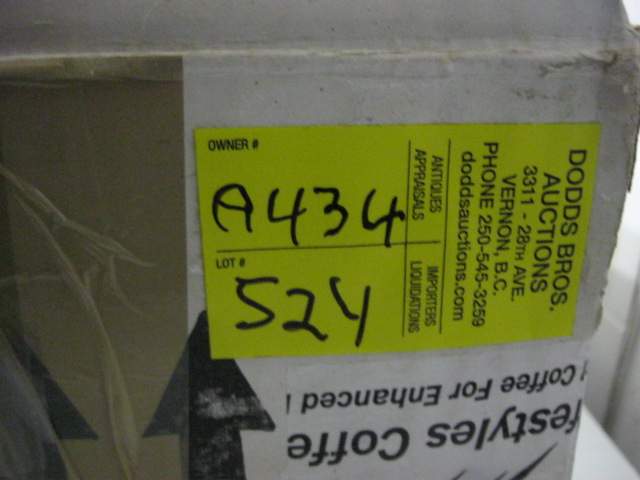 OWNER #
A434
LOT #
524
ANTIQUES
APPRAISALS
IMPORTERS
LIQUIDATIONS
DODDS BROS.
AUCTIONS
3311 - 28TH AVE.
VERNON, B.C.
PHONE 250-545-3259
doddsauctions.com
festyles Coffe
Coffee For Enhanced